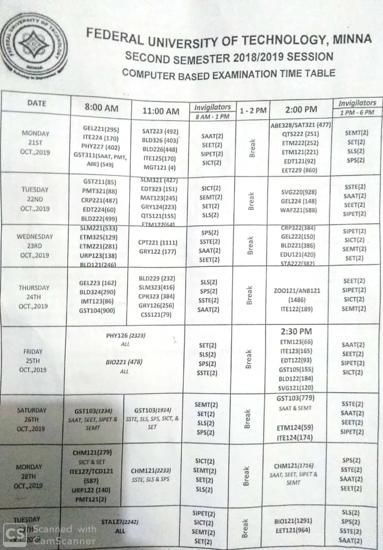 FEDERAL UNIVERSITY OF TECHNOLOGY, MINNA
SECOND SEMESTER 2018/2019 SESSION
COMPUTER BASED EXAMINATION TIME TABLE
DATE 8:00 AM 11:00 AM Invigilators 8 AM - 1 PM 1 - 2 PM 2:00 PM Invigilators 1 PM - 6 PM
MONDAY
21ST
OCT.,2019
GEL221(295)
ITE224 (170)
PHY227 (402)
GST311(SAAT, PMT,
ABE) (549)
SAT223 (492)
BLD326 (403)
BLD226(448)
ITE125(170)
MGT121 (4)
SAAT(2)
SEET(2)
SIPET(2)
SICT(2)
Break
ABE328/SAT321 (477)
QTS222 (251)
ETM222(252)
ETM121(221)
EDT121(92)
EET229 (860)
SEMT(2)
SET(2)
SLS(2)
SPS(2)
TUESDAY
22ND
OCT.,2019
GST211(85)
PMT321(88)
CRP221(487)
EDT224(60)
BLD222(499)
SLM321(427)
EDT323 (151)
MAT123(245)
GRY124(223)
QTS121(155)
SICT(2)
SEMT(2)
SET(2)
SLS(2)
Break
SVG220(928)
GEL224 (148)
WAF221(588)
SSTE(2)
SAAT(2)
SEET(2)
SIPET(2)
WEDNESDAY
23RD
OCT.,2019
SLM221(533)
ETM325(129)
ETM223(281)
URP123(138)
BLD121(246)
CPT221(1111)
GRY122 (177)
SPS(2)
SSTE(2)
SAAT(2)
SEET(2)
Break
CRP222(384)
GEL222(150)
BLD221(386)
EDU121(420)
STA222(382)
SIPET(2)
SICT(2)
SEMT(2)
SET(2)
THURSDAY
24TH
OCT.,2019
GEL223 (162)
BLD324(290)
IMT123(86)
GST104(900)
BLD229 (232)
SLM323(416)
CPR323 (384)
GRY126(256)
CSS121(79)
SLS(2)
SPS(2)
SSTE(2)
SAAT(2)
Break
ZOO121/ANB121
(1486)
ITE122(189)
SEET(2)
SIPET(2)
SICT(2)
SEMT(2)
FRIDAY
25TH
OCT.,2019
PHY126 (2323)
ALL
BIO221 (478)
ALL
SET(2)
SLS(2)
SPS(2)
SSTE(2)
2:30 PM
ETM123(66)
ITE123(165)
EDT122(93)
GST105(155)
BLD122(184)
SVG121(120)
SAAT(2)
SEET(2)
SIPET(2)
SICT(2)
SATURDAY
26TH
OCT.,2019
GST103(1234)
SAAT, SEET, SIPET &
SEMT
GST103(1924)
SSTE, SLS, SPS, SICT, &
SET
SEMT(2)
SET(2)
SLS(2)
SPS(2)
Break
GST103(779)
SAAT & SEMT
ETM124(59)
ITE124(174)
SSTE(2)
SAAT(2)
SEET(2)
SIPET(2)
MONDAY
28TH
OCT.,2019
CHM121(279)
SICT & SET
ITE127/TCD121
(587)
URP122 (140)
PMT121(2)
CHM121(2233)
SSTE, SLS & SPS
SICT(2)
SEMT(2)
SET(2)
SLS(2)
Break
CHM121(1716)
SAAT, SEET, SIPET &
SEMT
SPS(2)
SSTE(2)
SAAT(2)
SEET(2)
TUESDAY
OCT.,2019
STA127(2242)
ALL
SIPET(2)
SICT(2)
SEMT(2)
SET(2)
Break
BIO121(1291)
EET121(964)
SLS(2)
SPS(2)
SSTE(2)
SAAT(2)
CS Scanned with
CamScanner